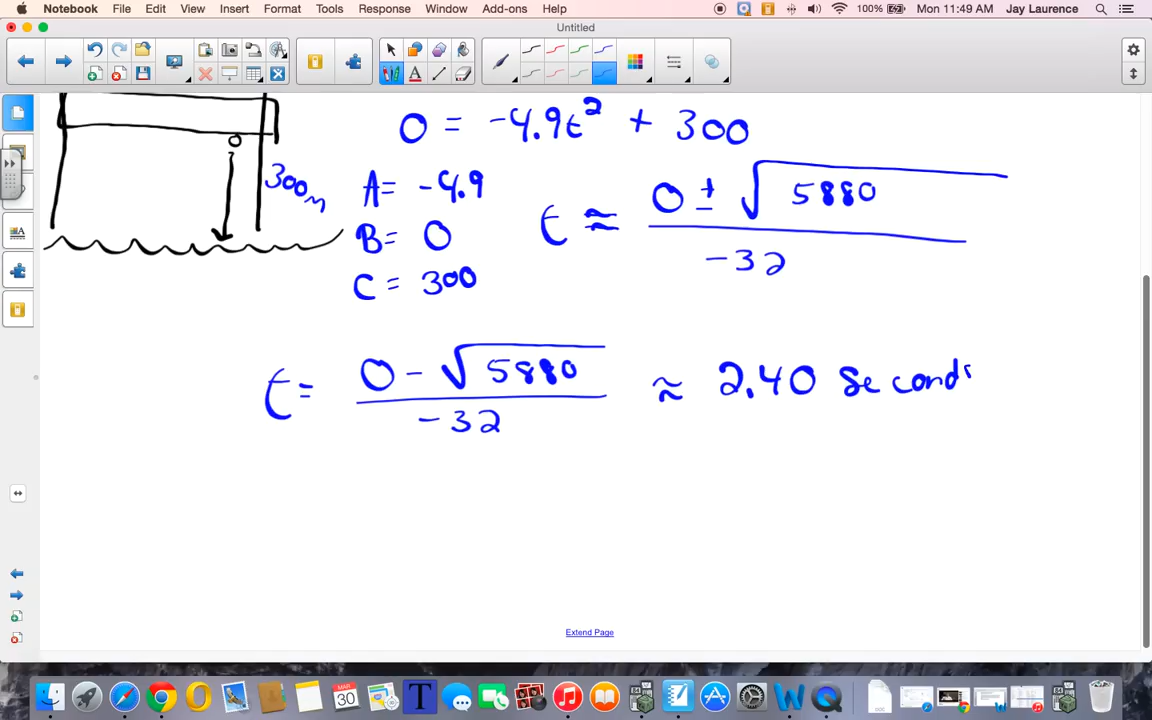 Notebook File Edit View Insert Format Tools Response Window Add-ons Help 100% Mon 11:49 AM Jay Laurence
Untitled
A
0 = -4.9t² + 300
300m
A= -4.9
B= 0
C = 300
t ≈ 0 ± √5880
-32
t= 0 - √5880 ≈ 2.40 Seconds
-32
Extend Page
MAR
30
T
W